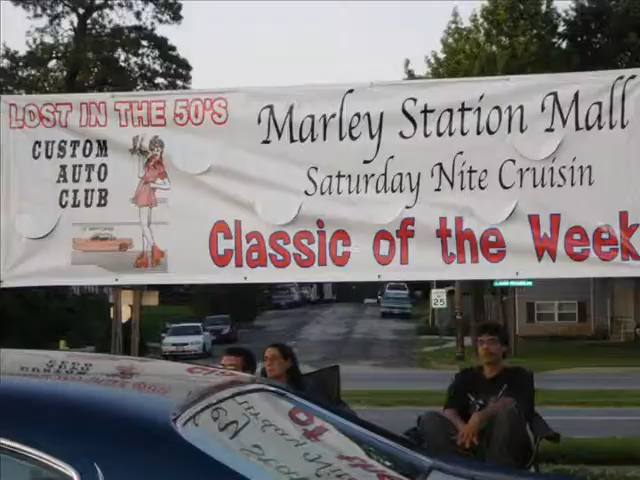 LOST IN THE 50'S
CUSTOM
AUTO
CLUB
Marley Station Mall
Saturday Nite Cruisin
Classic of the Week
25